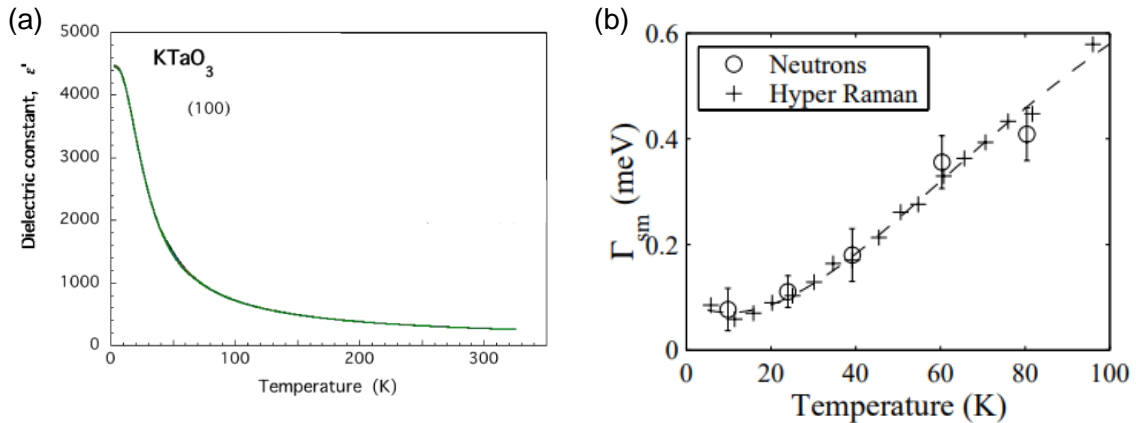 (a)
5000
4000
3000
2000
1000
0
Dielectric constant, ε'
KTaO3
(100)
0
100
200
300
Temperature (K)
(b)
0.6
0.4
0.2
0
Γsm (meV)
Neutrons
Hyper Raman
0
20
40
60
80
100
Temperature (K)